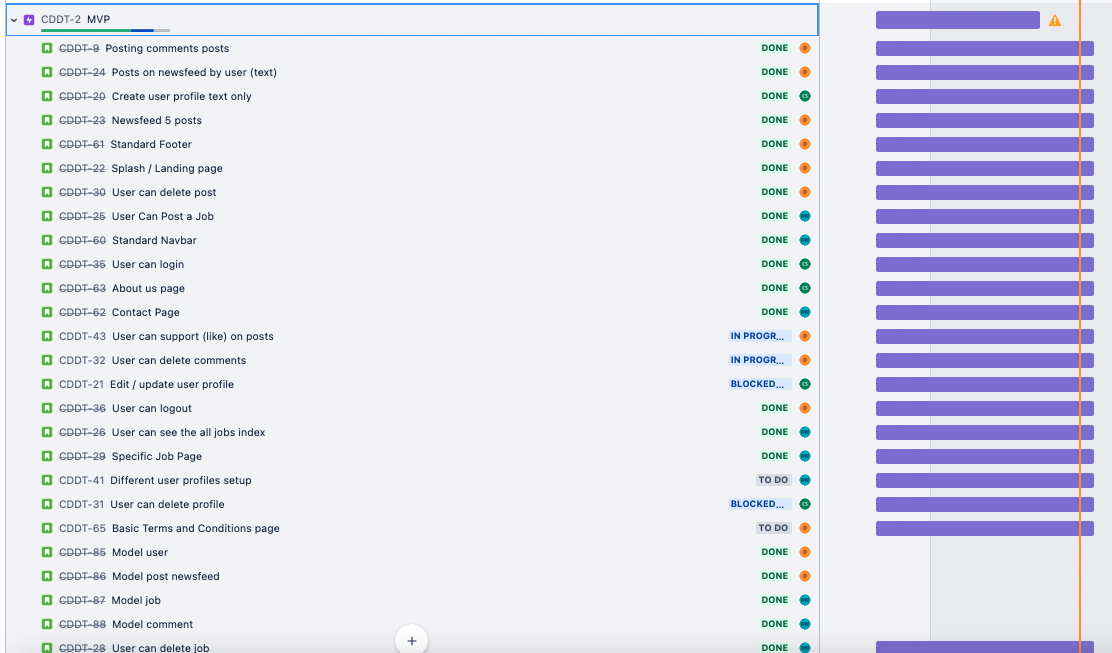 CDDT-2 MVP
CDDT-9 Posting comments posts DONE
CDDT-24 Posts on newsfeed by user (text) DONE
CDDT-20 Create user profile text only DONE CS
CDDT-23 Newsfeed 5 posts DONE
CDDT-61 Standard Footer DONE
CDDT-22 Splash / Landing page DONE
CDDT-30 User can delete post DONE
CDDT-25 User Can Post a Job DONE
CDDT-60 Standard Navbar DONE
CDDT-35 User can login DONE CS
CDDT-63 About us page DONE CS
CDDT-62 Contact Page DONE
CDDT-43 User can support (like) on posts IN PROGR...
CDDT-32 User can delete comments IN PROGR...
CDDT-21 Edit / update user profile BLOCKED... CS
CDDT-36 User can logout DONE
CDDT-26 User can see the all jobs index DONE
CDDT-29 Specific Job Page DONE
CDDT-41 Different user profiles setup TO DO
CDDT-31 User can delete profile BLOCKED... CS
CDDT-65 Basic Terms and Conditions page TO DO
CDDT-85 Model user DONE
CDDT-86 Model post newsfeed DONE
CDDT-87 Model job DONE
CDDT-88 Model comment DONE
CDDT-28 User can delete job DONE